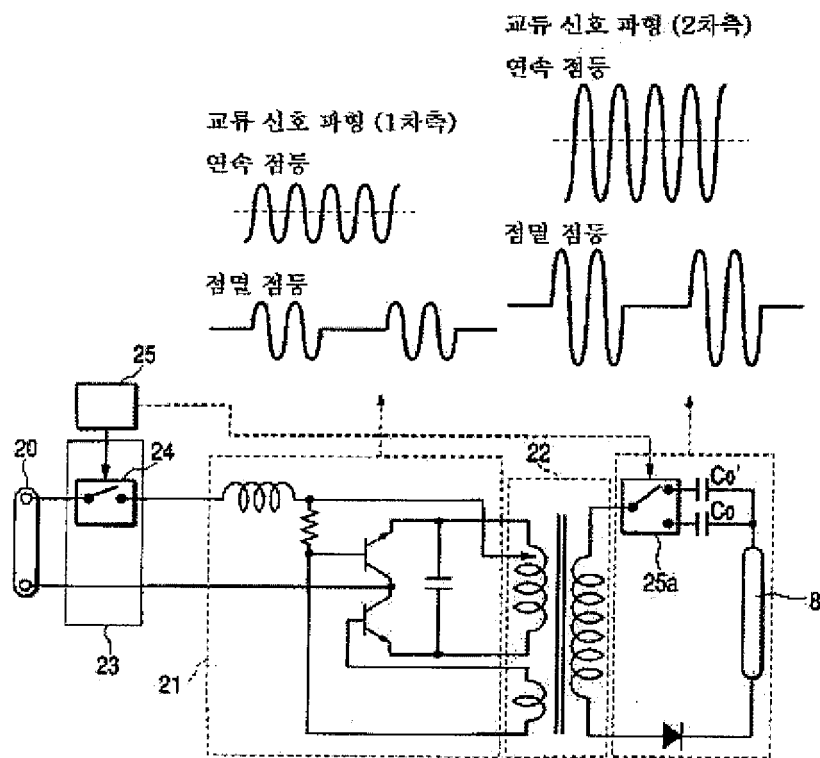 교듀 신호 파형 (2차측)
연속 점등
교류 신호 파형 (1차측)
연속 점등
점멸 점등
점멸 점등
25
20
24
22
Co'
Co
25a
8
23
21